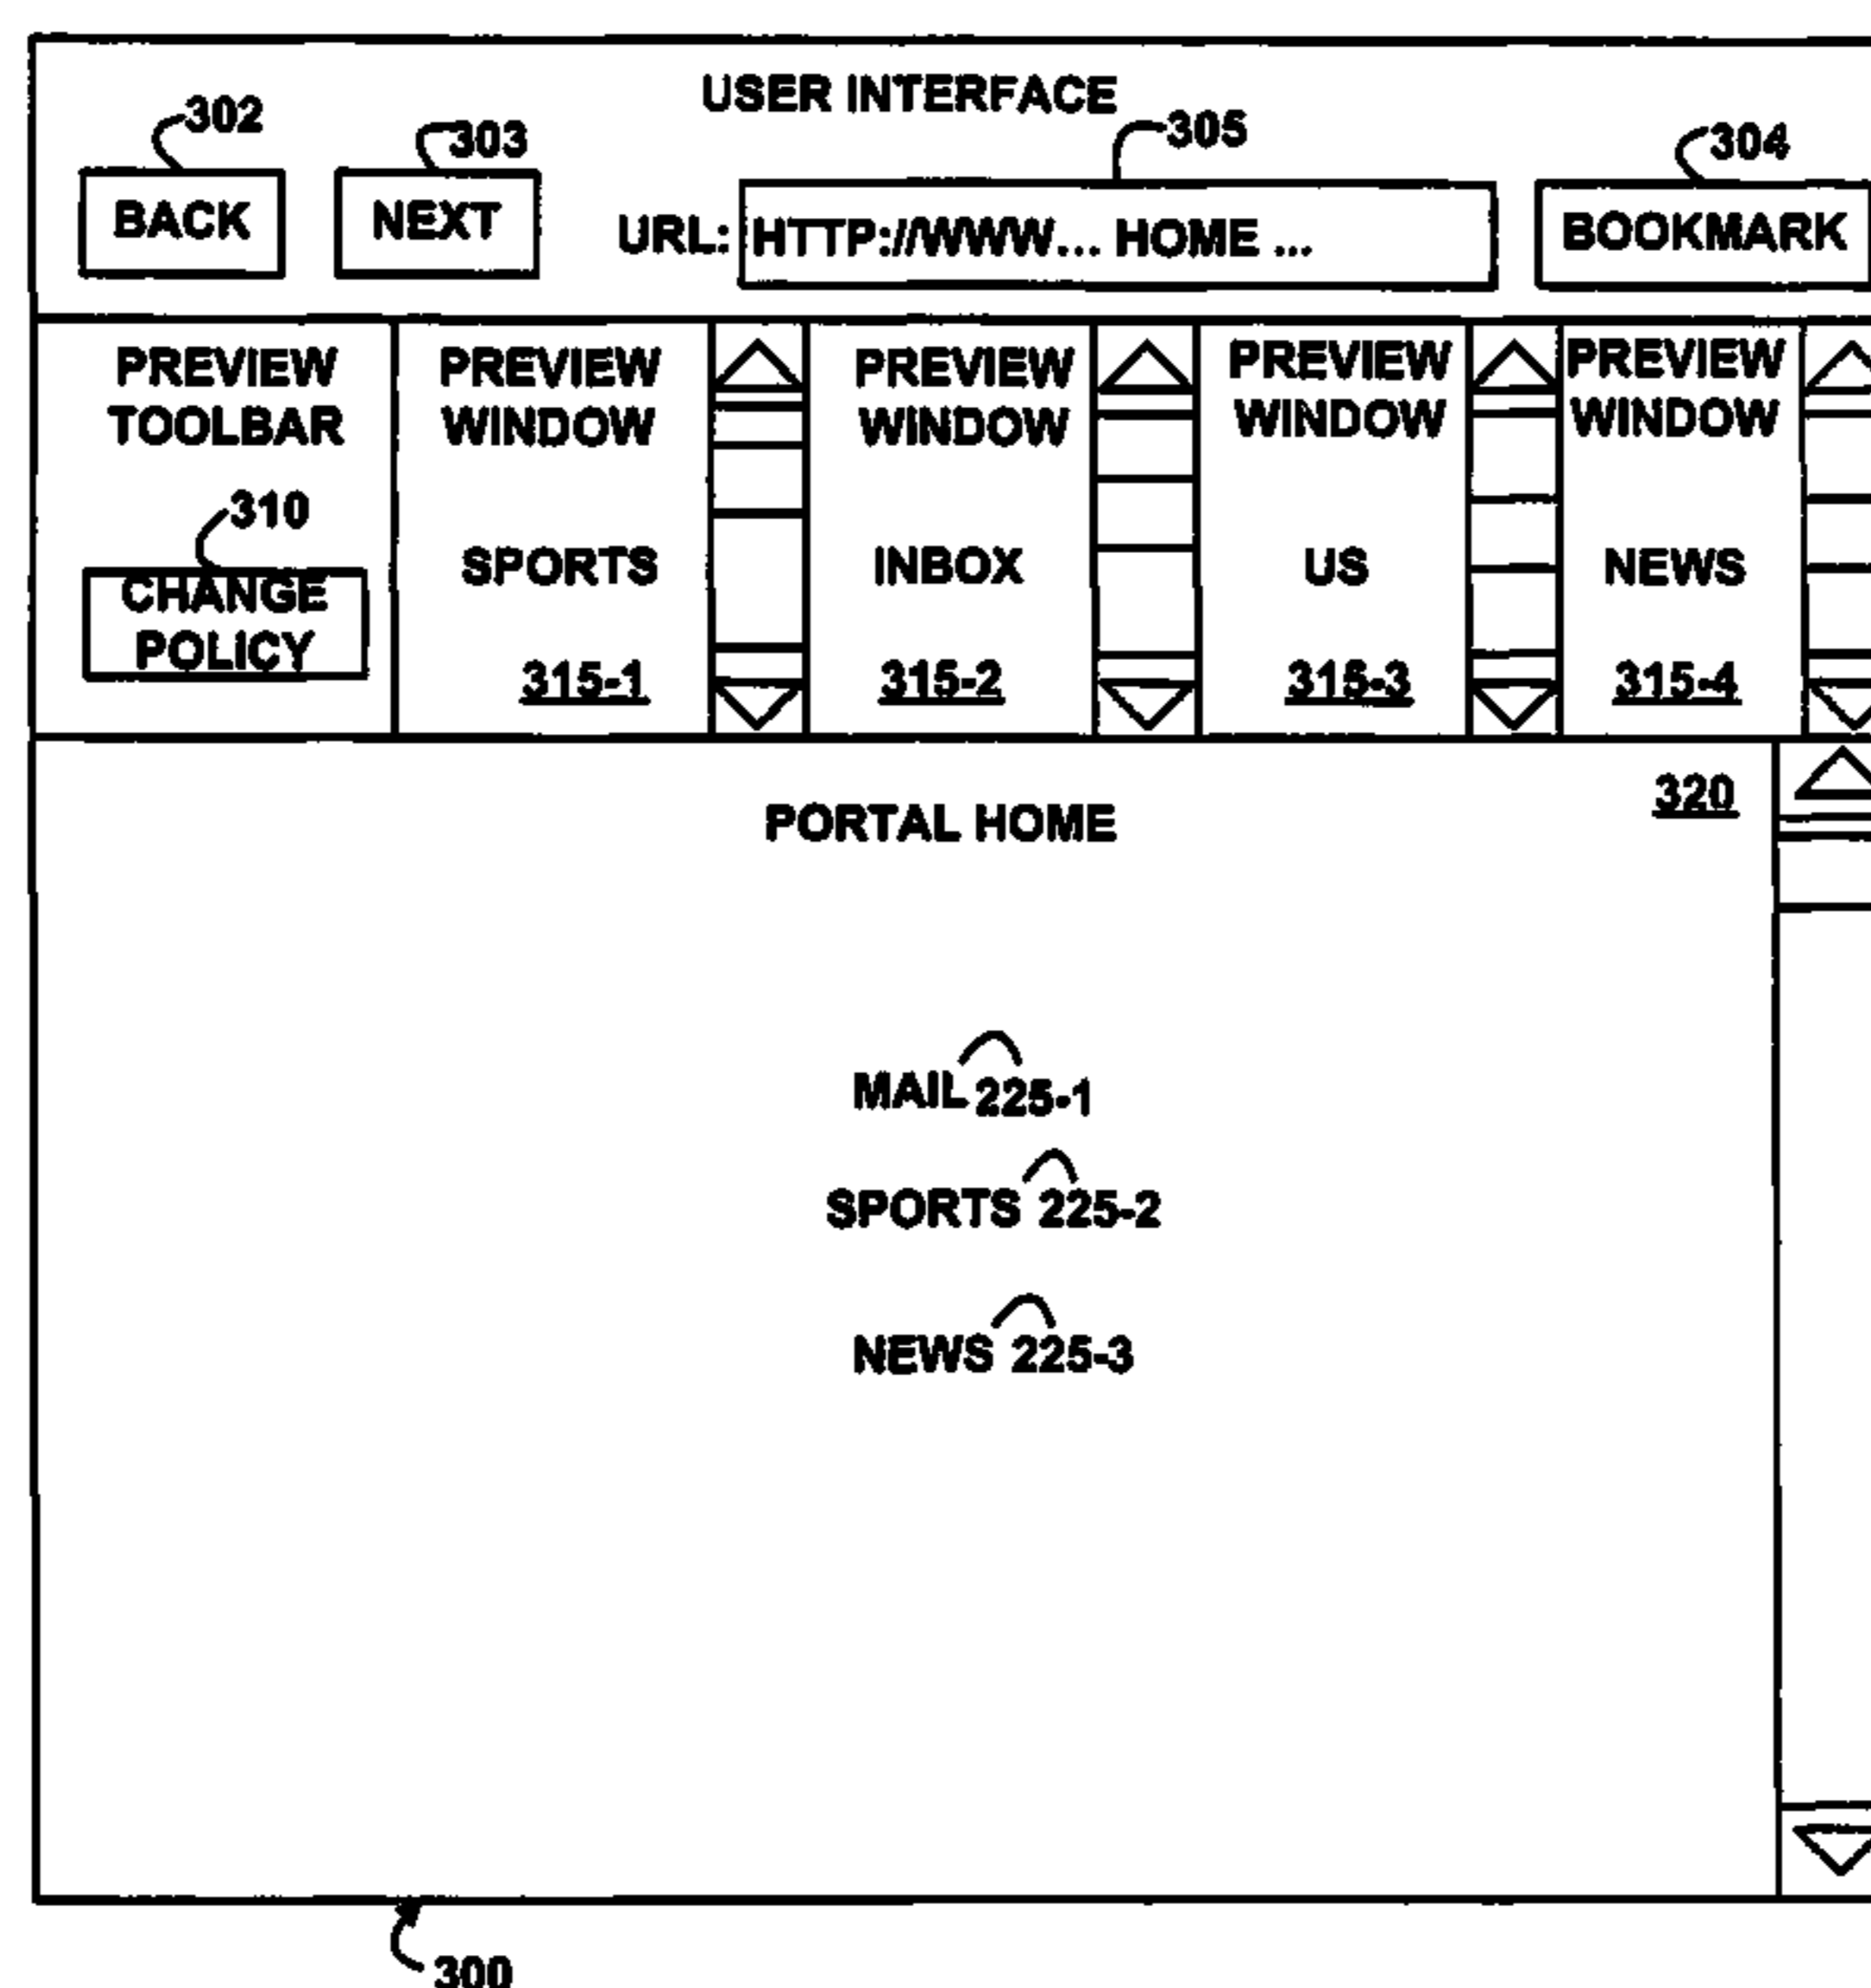 USER INTERFACE
302
303
305
304
BACK
NEXT
URL: HTTP://WWW... HOME ...
BOOKMARK
PREVIEW TOOLBAR
310
CHANGE POLICY
PREVIEW WINDOW
SPORTS
315-1
PREVIEW WINDOW
INBOX
315-2
PREVIEW WINDOW
US
315-3
PREVIEW WINDOW
NEWS
315-4
PORTAL HOME
320
MAIL 225-1
SPORTS 225-2
NEWS 225-3
300